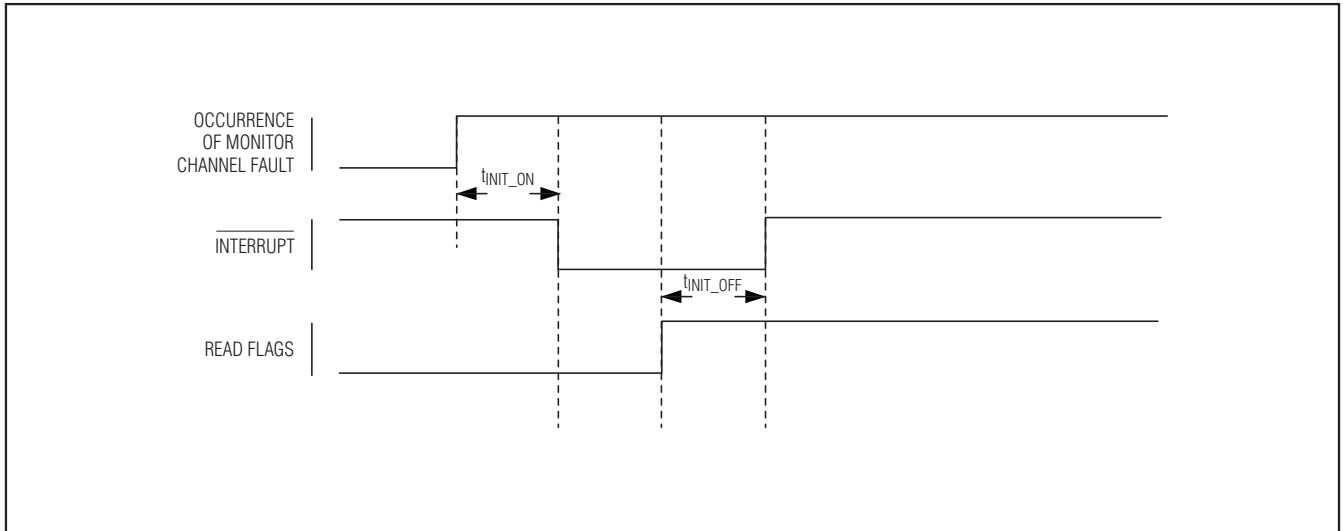 OCCURRENCE
OF MONITOR
CHANNEL FAULT
tINIT_ON
INTERRUPT
tINIT_OFF
READ FLAGS